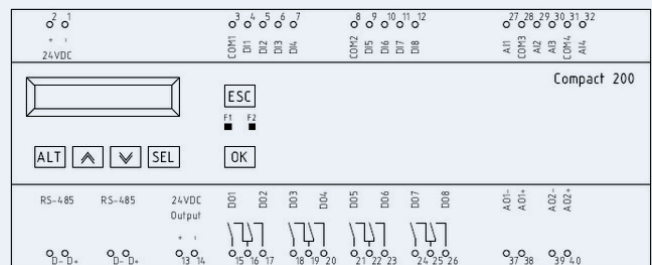 2 1 3 4 5 6 7 8 9 10 11 12 27 28 29 30 31 32
+ - COM1 DI1 DI2 DI3 DI4 COM2 DI5 DI6 DI7 DI8 AI1 COM3 AI2 AI3 COM4 AI4
24VDC
Compact 200
ESC
F1 F2
ALT SEL OK
RS-485 RS-485 24VDC DO1 DO2 DO3 DO4 DO5 DO6 DO7 DO8 AO1- AO1+ AO2- AO2+
Output
+ -
D- D+ D- D+ 13 14 15 16 17 18 19 20 21 22 23 24 25 26 37 38 39 40